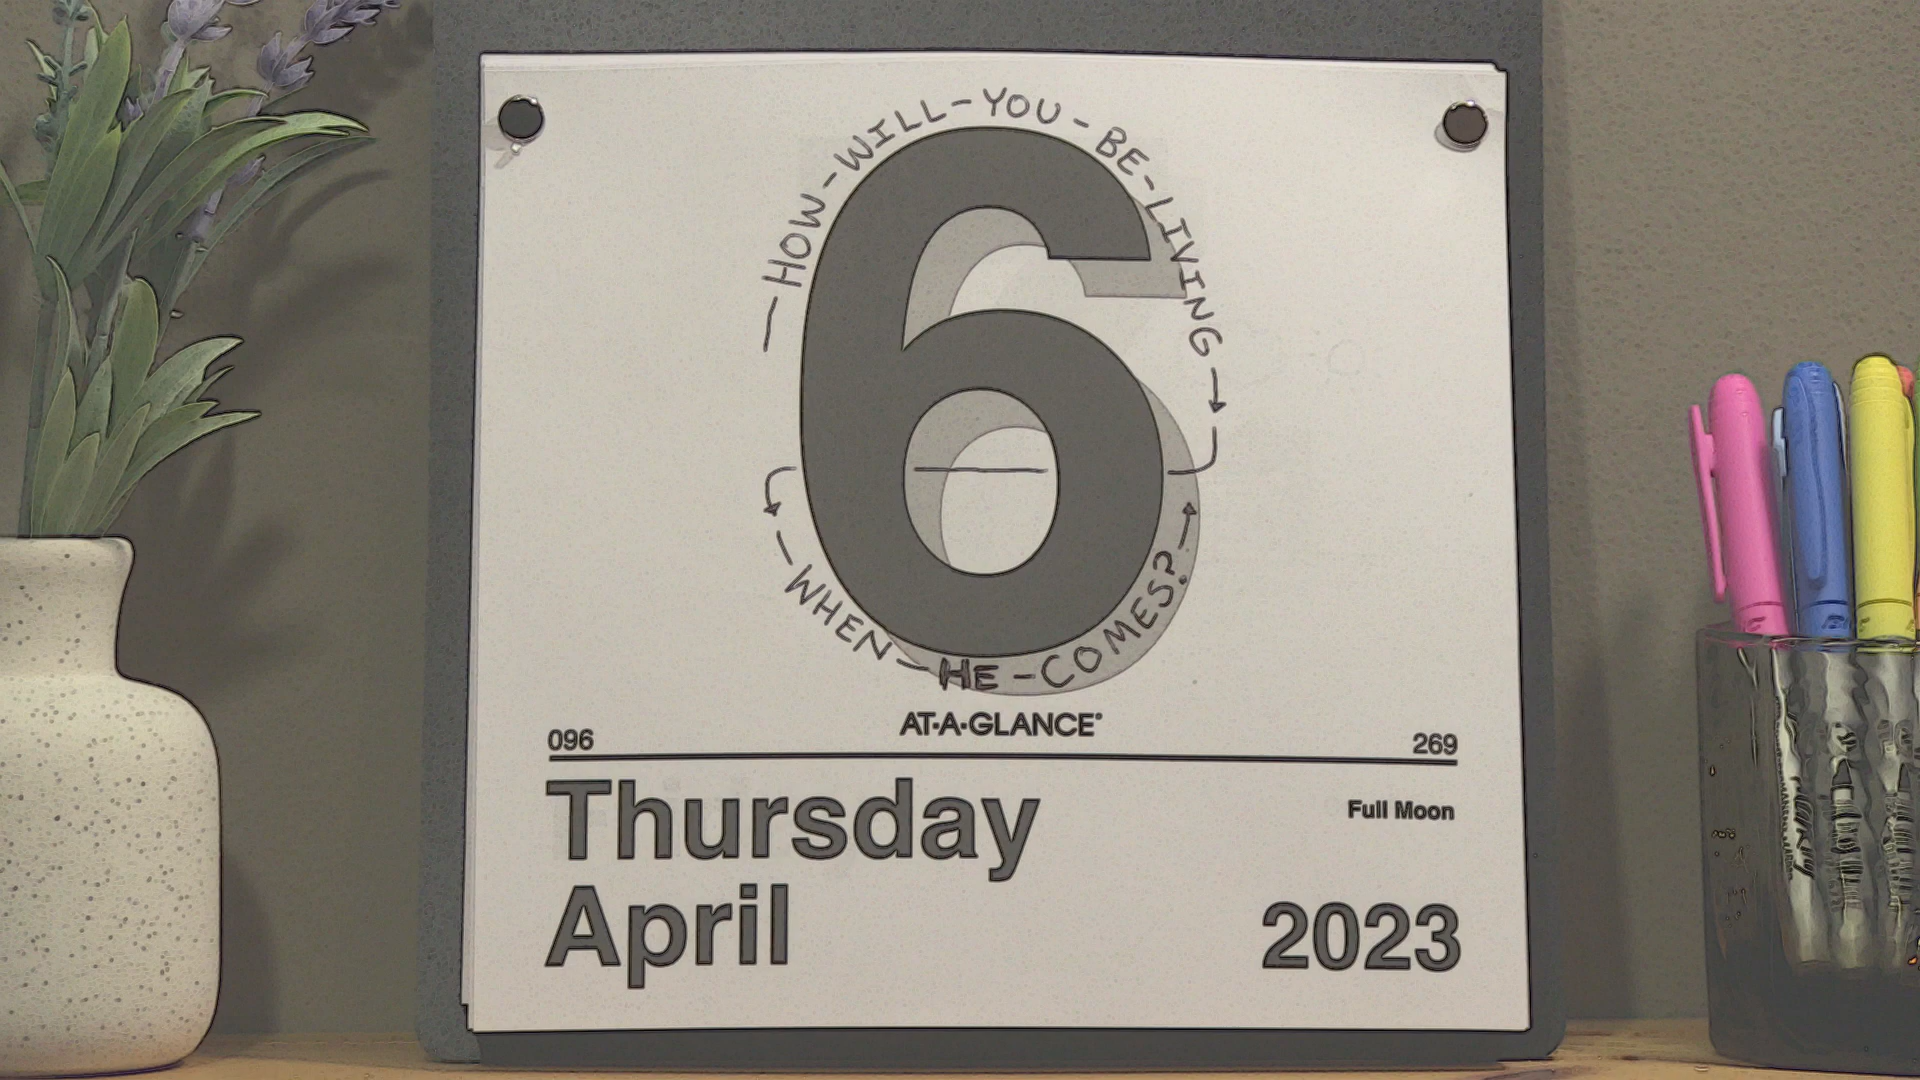 HOW-WILL-YOU-BE-LIVING
6
WHEN-HE-COMES?
AT-A-GLANCE®
096
269
Thursday
Full Moon
April
2023